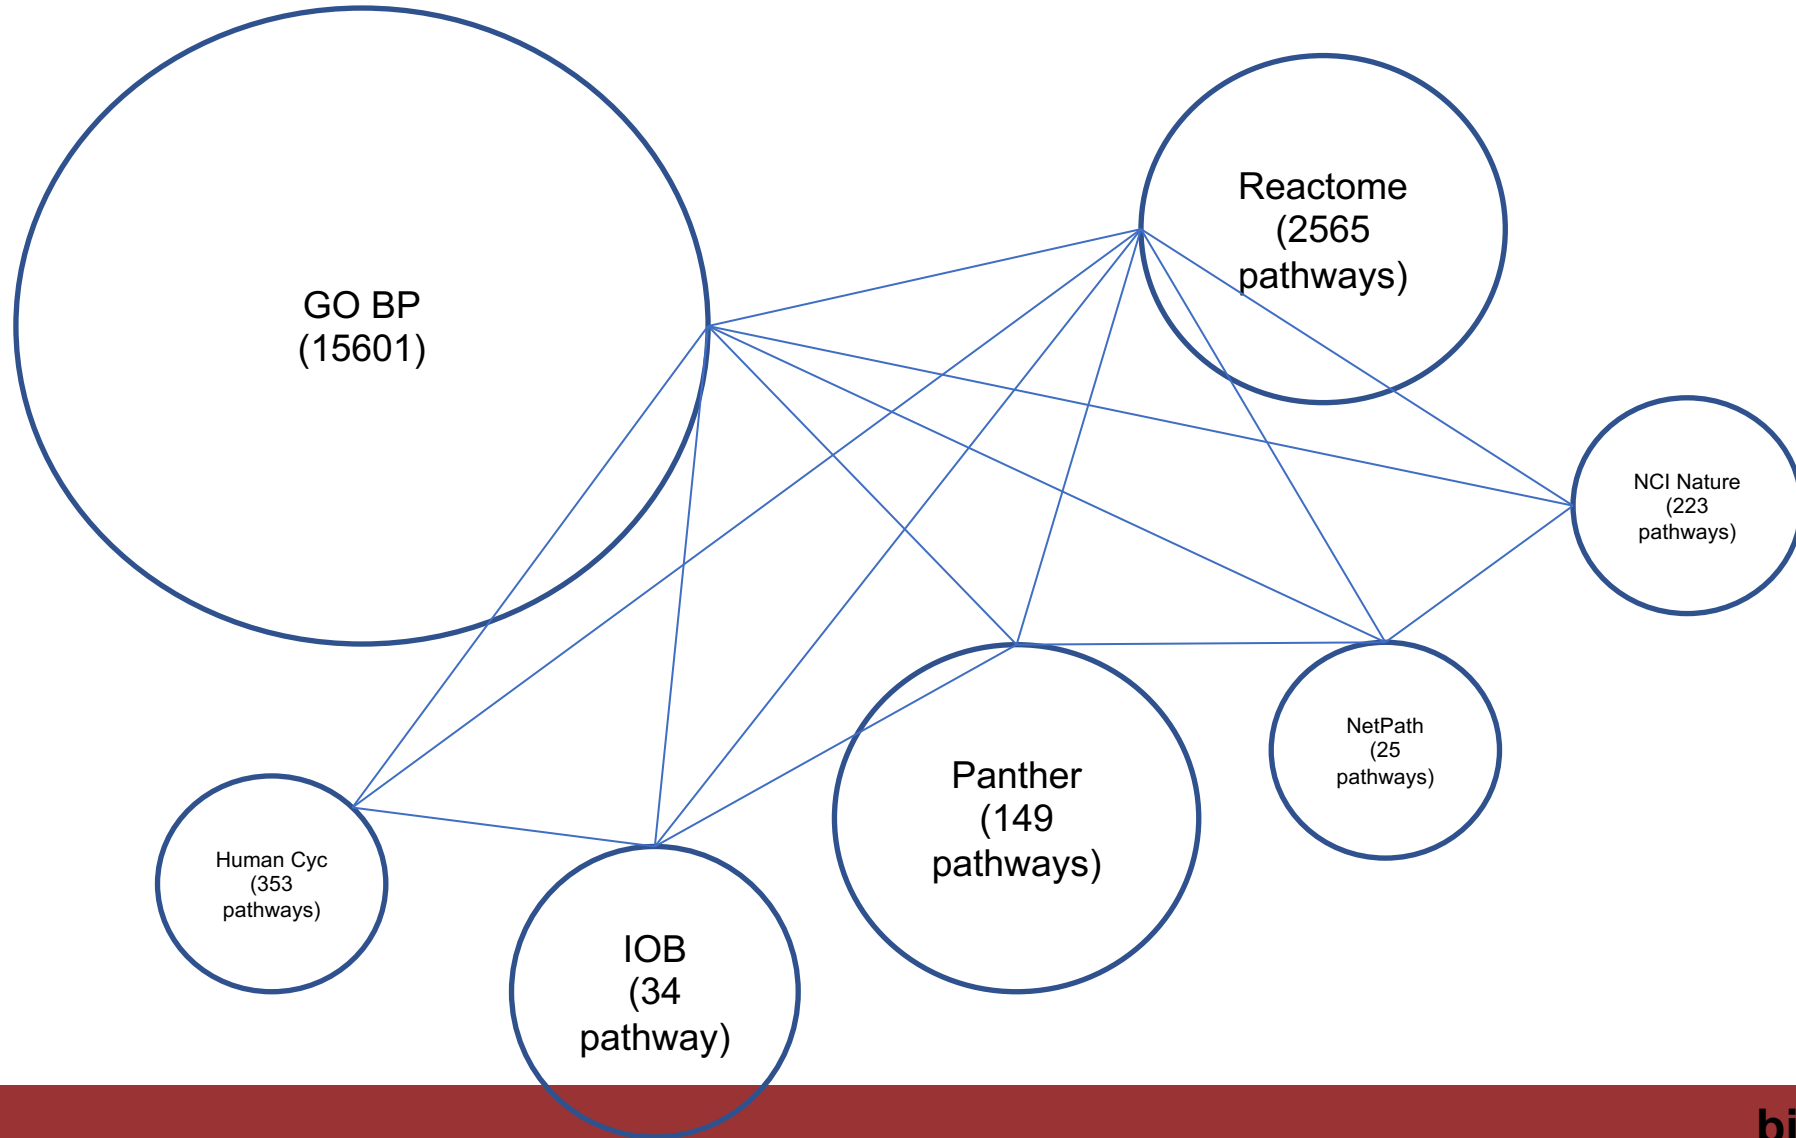 GO BP
(15601)
Reactome
(2565
pathways)
NCI Nature
(223
pathways)
NetPath
(25
pathways)
Panther
(149
pathways)
Human Cyc
(353
pathways)
IOB
(34
pathway)
bi